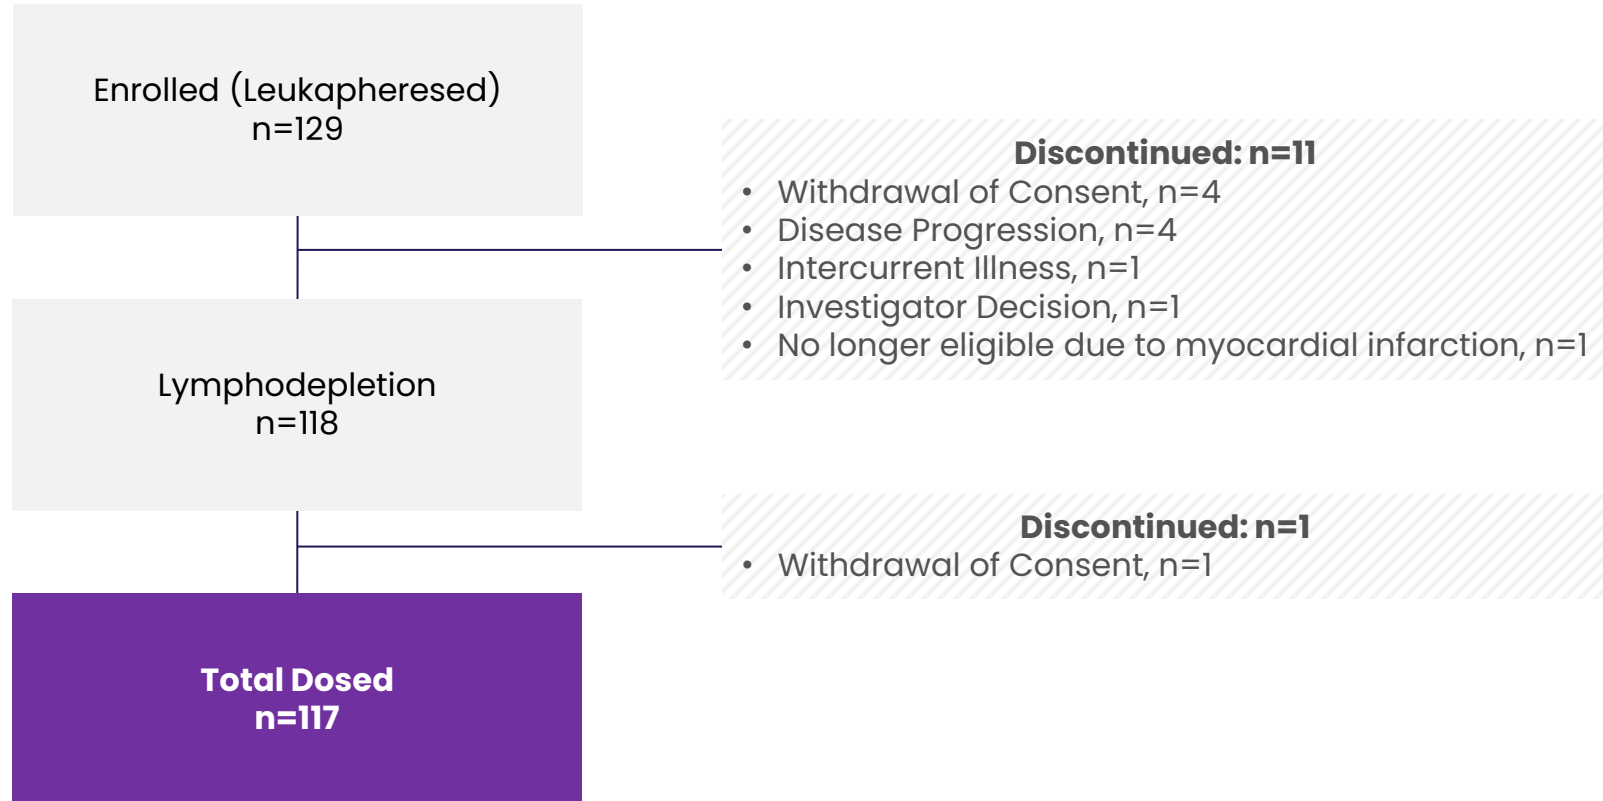 Enrolled (Leukapheresed)
n=129
Discontinued: n=11
• Withdrawal of Consent, n=4
• Disease Progression, n=4
• Intercurrent Illness, n=1
• Investigator Decision, n=1
• No longer eligible due to myocardial infarction, n=1
Lymphodepletion
n=118
Discontinued: n=1
• Withdrawal of Consent, n=1
Total Dosed
n=117